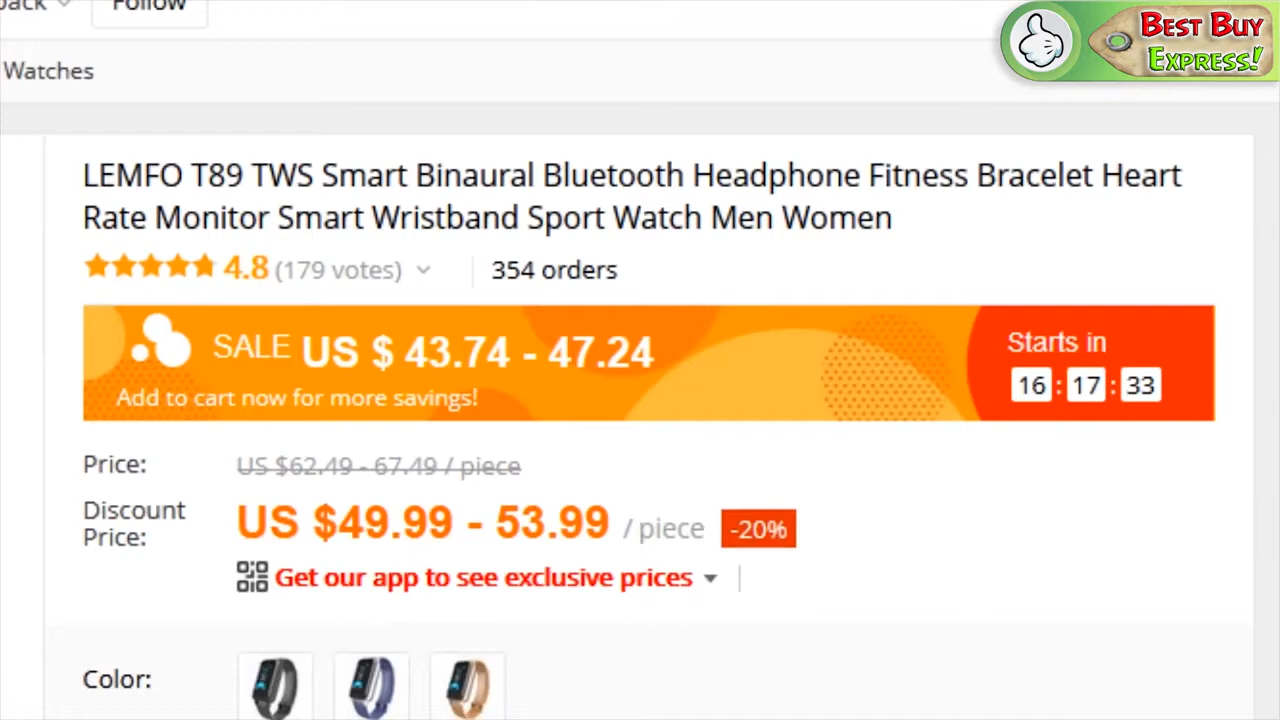 Follow
BEST BUY
EXPRESS!
Watches
LEMFO T89 TWS Smart Binaural Bluetooth Headphone Fitness Bracelet Heart
Rate Monitor Smart Wristband Sport Watch Men Women
4.8 (179 votes)
354 orders
SALE US $ 43.74 - 47.24
Add to cart now for more savings!
Starts in
16 : 17 : 33
Price: US $62.49 - 67.49 / piece
Discount
Price:
US $49.99 - 53.99 / piece -20%
Get our app to see exclusive prices
Color: